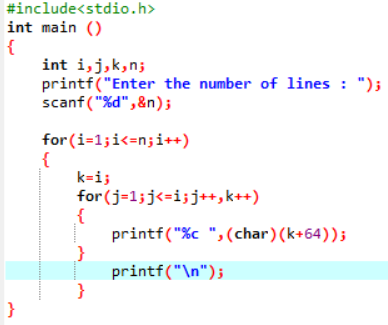 #include<stdio.h>
int main ()
{
    int i,j,k,n;
    printf("Enter the number of lines : ");
    scanf("%d",&n);

    for(i=1;i<=n;i++)
    {
        k=i;
        for(j=1;j<=i;j++,k++)
        {
            printf("%c ",(char)(k+64));
        }
            printf("\n");
        }
}